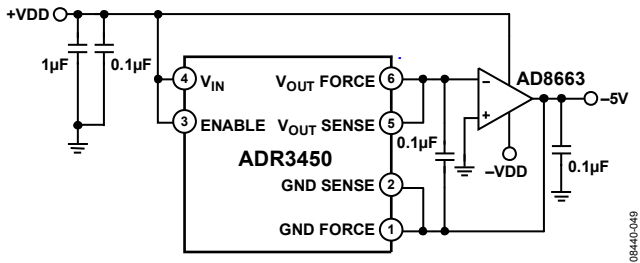 +VDD
1µF
0.1µF
4
VIN
3
ENABLE
ADR3450
VOUT FORCE
6
VOUT SENSE
5
GND SENSE
2
GND FORCE
1
0.1µF
AD8663
−
+
−VDD
−5V
0.1µF
08440-049